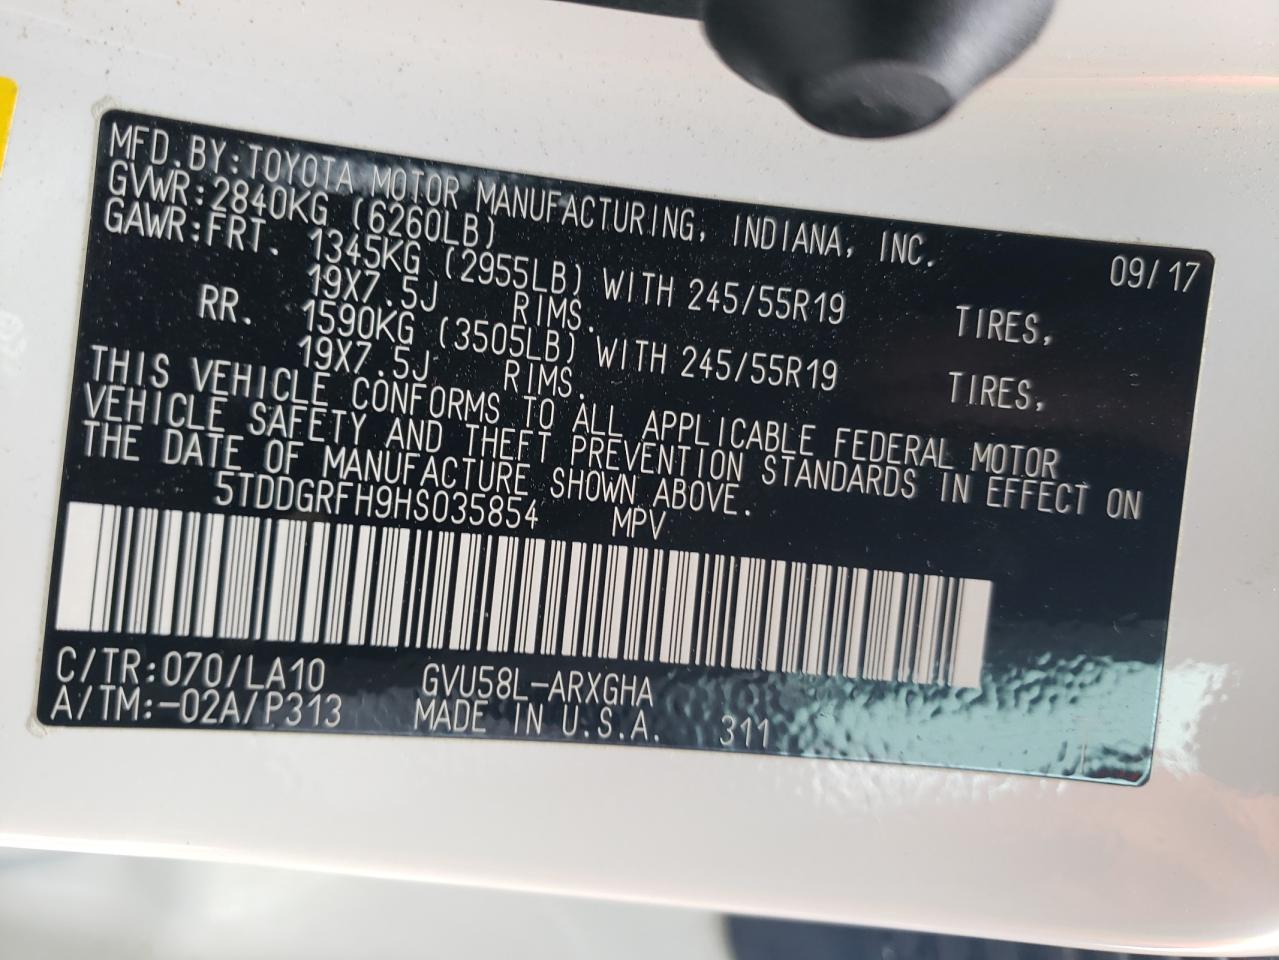 MFD.BY:TOYOTA MOTOR MANUFACTURING, INDIANA, INC. 09/17
GVWR:2840KG (6260LB)
GAWR:FRT. 1345KG (2955LB) WITH 245/55R19 TIRES,
19X7.5J RIMS.
RR. 1590KG (3505LB) WITH 245/55R19 TIRES,
19X7.5J RIMS.
THIS VEHICLE CONFORMS TO ALL APPLICABLE FEDERAL MOTOR
VEHICLE SAFETY AND THEFT PREVENTION STANDARDS IN EFFECT ON
THE DATE OF MANUFACTURE SHOWN ABOVE.
5TDDGRFH9HS035854 MPV
C/TR:070/LA10 GVU58L-ARXGHA
A/TM:-02A/P313 MADE IN U.S.A. 311